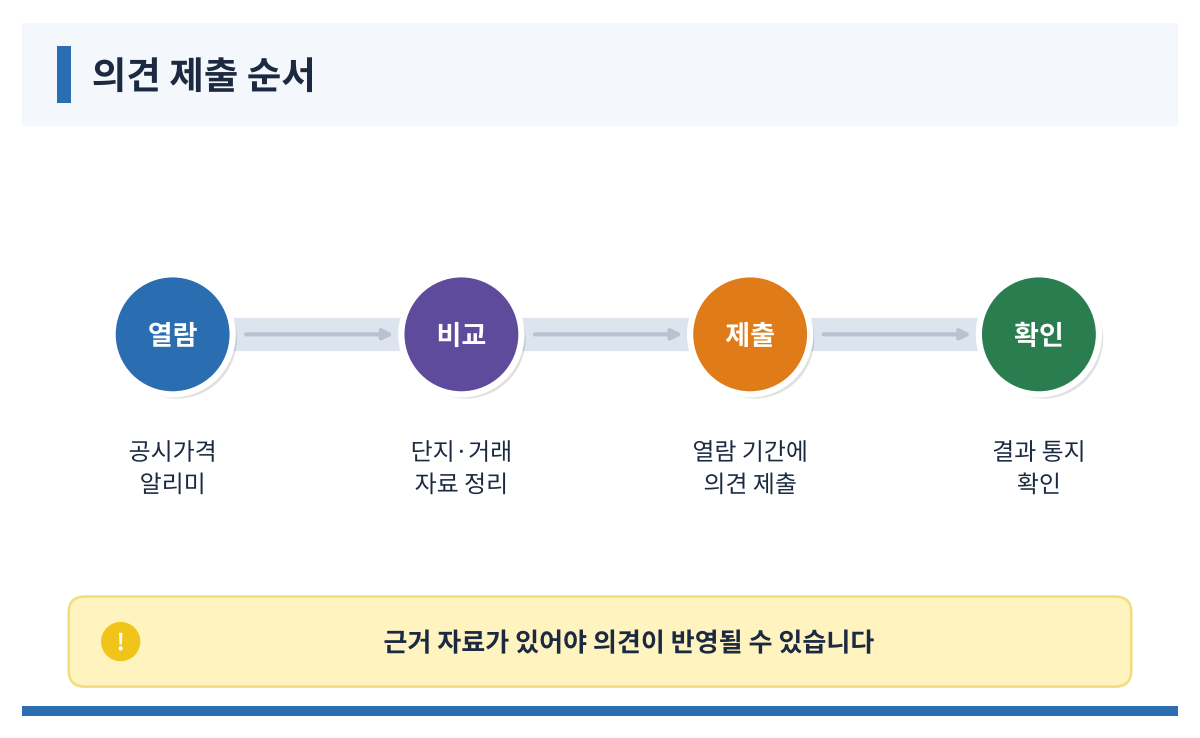 의견 제출 순서
열람
비교
제출
확인
공시가격
알리미
단지·거래
자료 정리
열람 기간에
의견 제출
결과 통지
확인
!
근거 자료가 있어야 의견이 반영될 수 있습니다